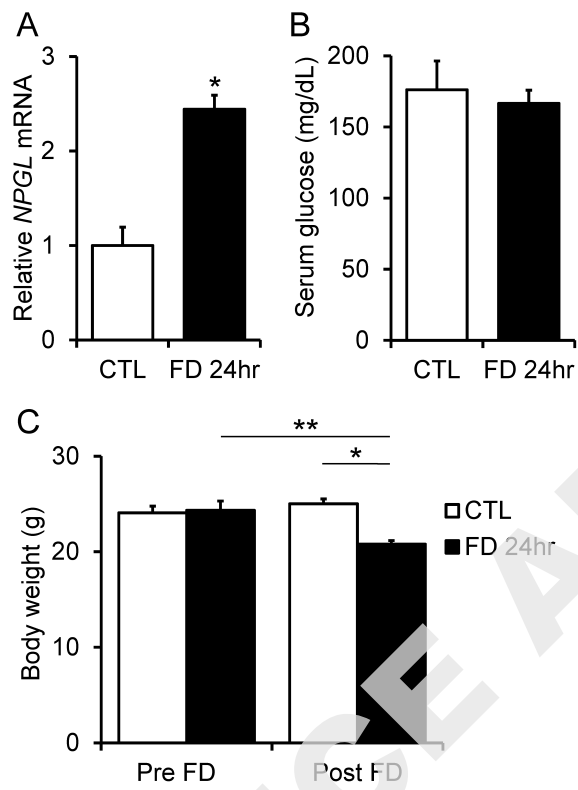 A
Relative NPGL mRNA
3
2
1
0
*
CTL
FD 24hr
B
Serum glucose (mg/dL)
200
150
100
50
0
CTL
FD 24hr
C
Body weight (g)
30
20
10
0
**
*
CTL
FD 24hr
Pre FD
Post FD
CE A